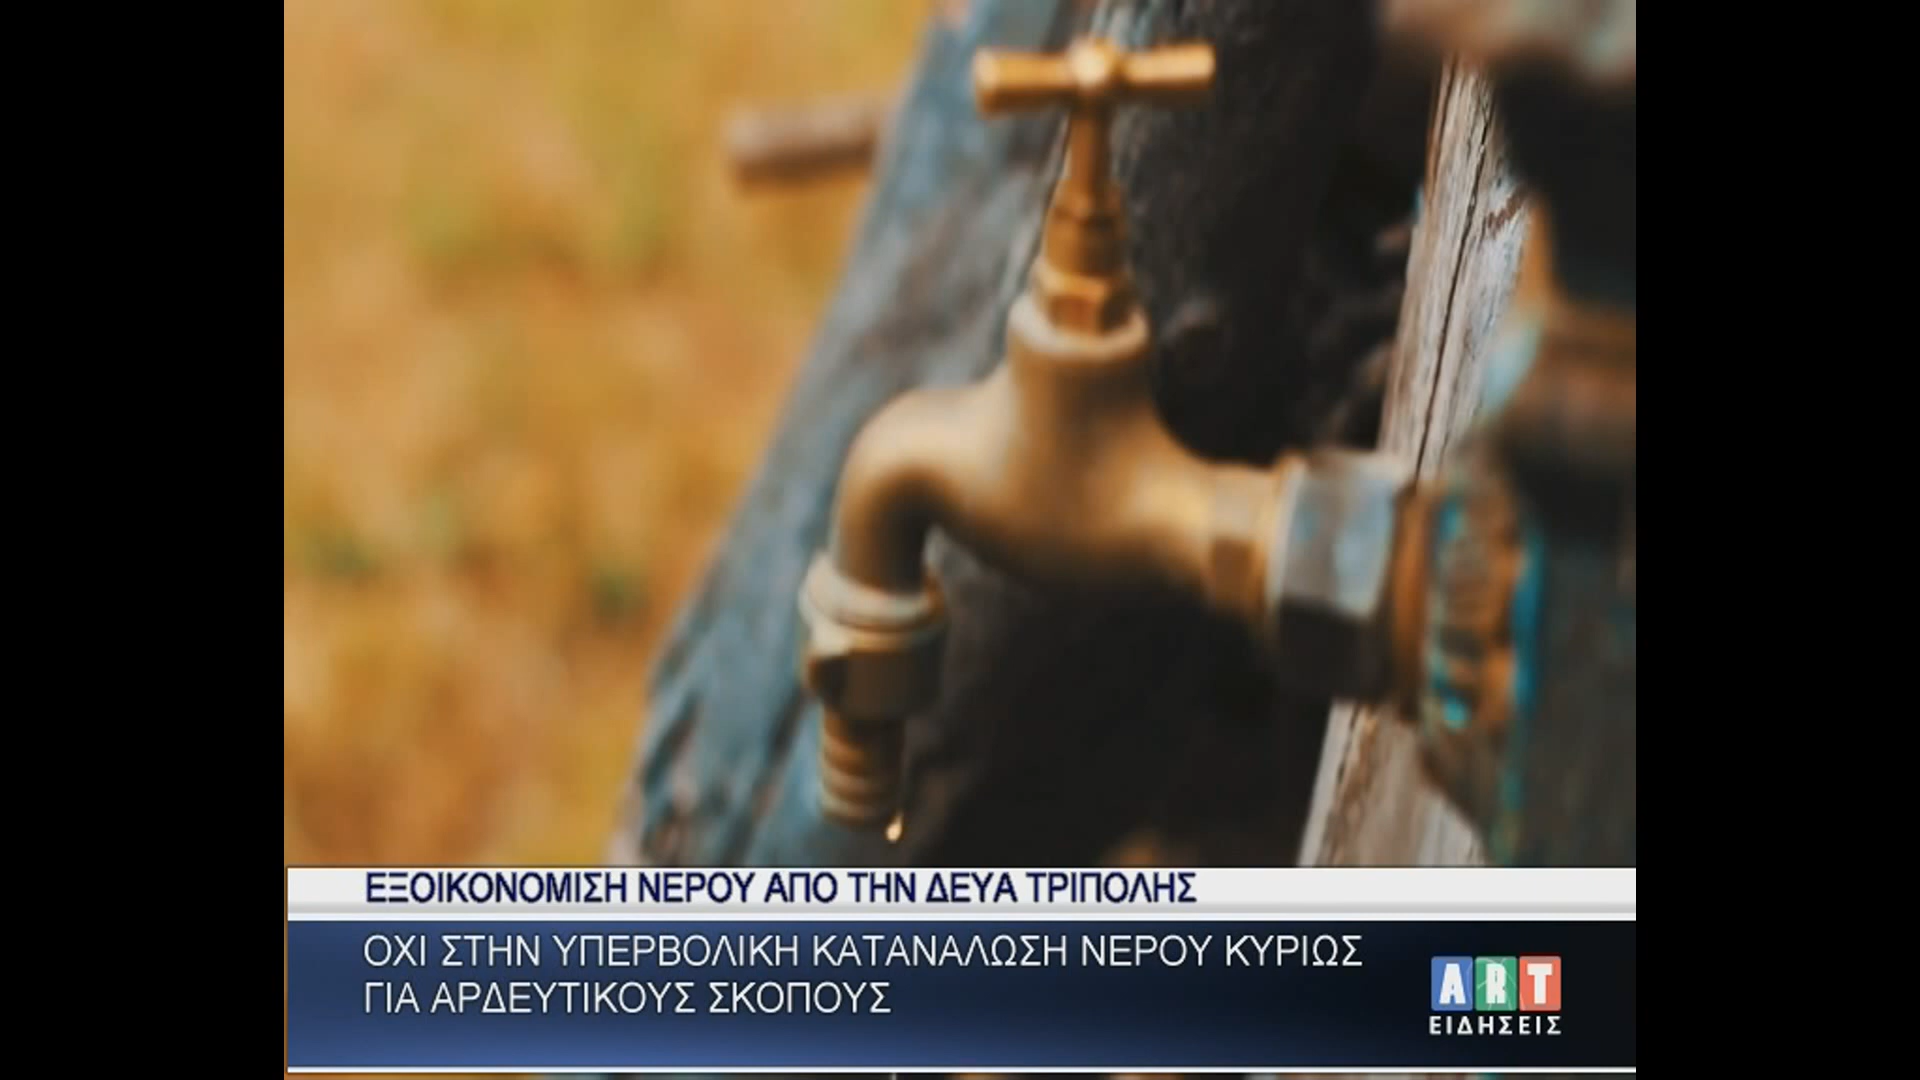 ΕΞΟΙΚΟΝΟΜΙΣΗ ΝΕΡΟΥ ΑΠΟ ΤΗΝ ΔΕΥΑ ΤΡΙΠΟΛΗΣ
ΟΧΙ ΣΤΗΝ ΥΠΕΡΒΟΛΙΚΗ ΚΑΤΑΝΑΛΩΣΗ ΝΕΡΟΥ ΚΥΡΙΩΣ
ΓΙΑ ΑΡΔΕΥΤΙΚΟΥΣ ΣΚΟΠΟΥΣ
ART
ΕΙΔΗΣΕΙΣ